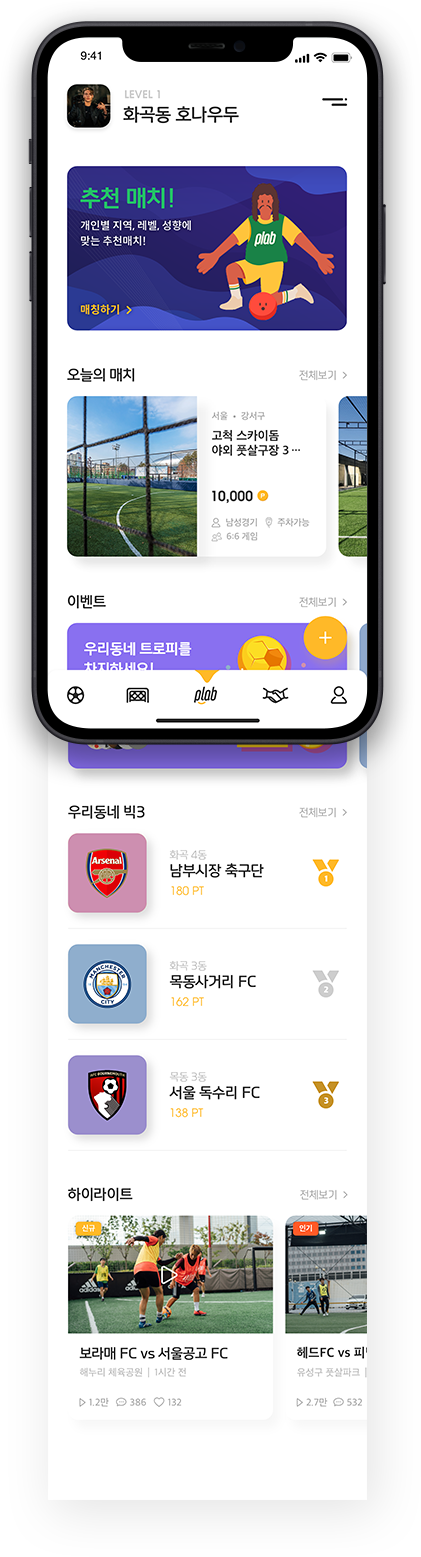 9:41
LEVEL 1
화곡동 호나우두
추천 매치!
개인별 지역, 레벨, 성향에
맞는 추천매치!
plab
매칭하기 >
오늘의 매치
전체보기 >
서울 • 강서구
고척 스카이돔
야외 풋살구장 3 ···
10,000 P
남성경기 주차가능
6:6 게임
이벤트
전체보기 >
우리동네 트로피를
차지하세요!
+
plab
우리동네 빅3
전체보기 >
Arsenal
화곡 4동
남부시장 축구단
180 PT
1
MANCHESTER
CITY
화곡 3동
목동사거리 FC
162 PT
2
AFC BOURNEMOUTH
목동 3동
서울 독수리 FC
138 PT
3
하이라이트
전체보기 >
신규
adidas
보라매 FC vs 서울공고 FC
해누리 체육공원 | 1시간 전
1.2만 386 132
인기
헤드FC vs
유성구 풋살파크 |
2.7만 532